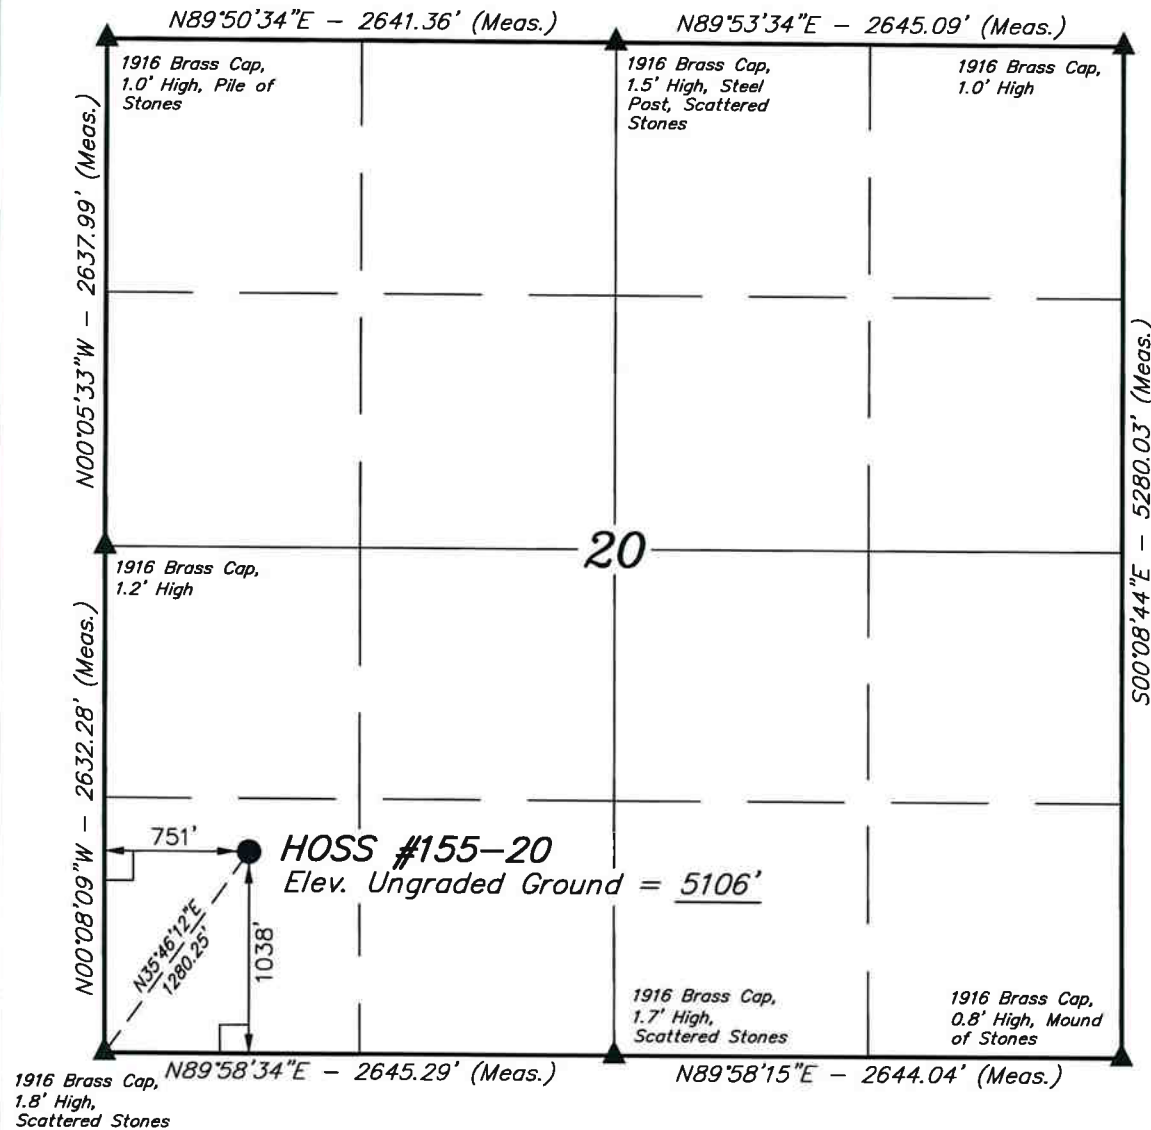 N89°50'34"E - 2641.36' (Meas.)
N89°53'34"E - 2645.09' (Meas.)
1916 Brass Cap,
1.0' High, Pile of
Stones
1916 Brass Cap,
1.5' High, Steel
Post, Scattered
Stones
1916 Brass Cap,
1.0' High
N00°05'33"W - 2637.99' (Meas.)
S00°08'44"E - 5280.03' (Meas.)
20
1916 Brass Cap,
1.2' High
N00°08'09"W - 2632.28' (Meas.)
751'
HOSS #155-20
Elev. Ungraded Ground = 5106'
N35°46'12"E
1280.25'
1038'
1916 Brass Cap,
1.7' High,
Scattered Stones
1916 Brass Cap,
0.8' High, Mound
of Stones
1916 Brass Cap,
1.8' High,
Scattered Stones
N89°58'34"E - 2645.29' (Meas.)
N89°58'15"E - 2644.04' (Meas.)